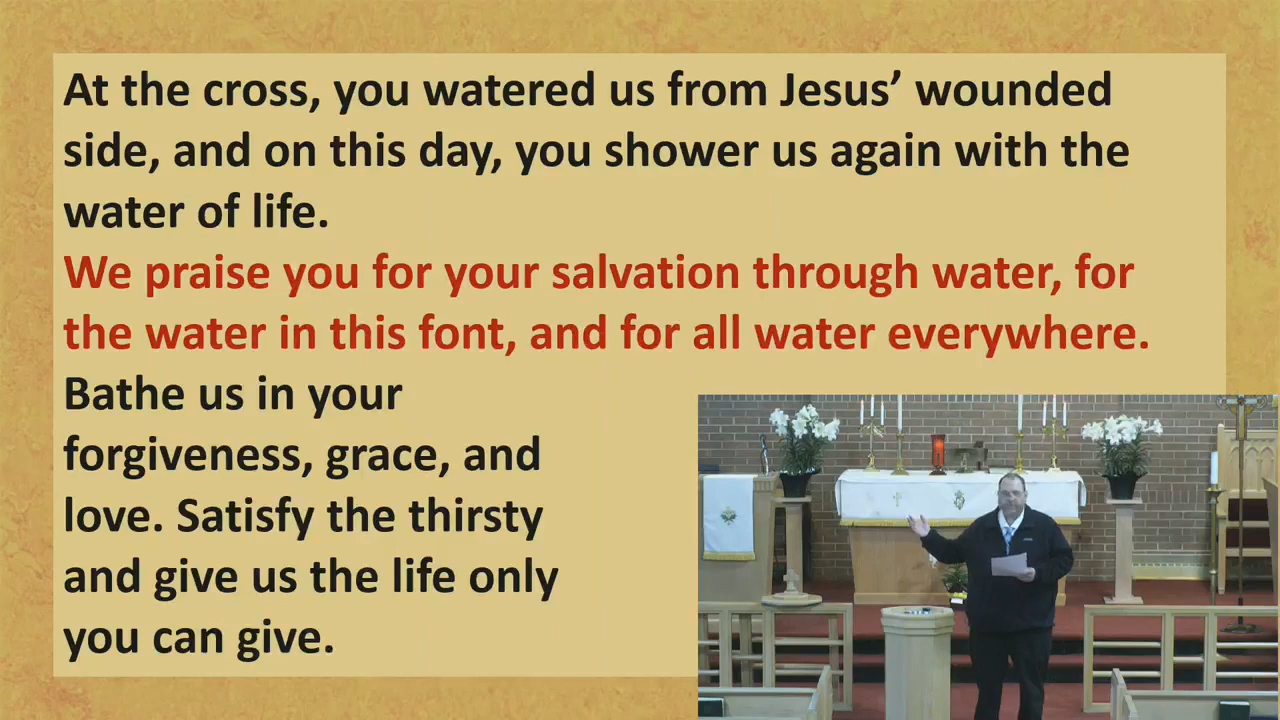 At the cross, you watered us from Jesus’ wounded
side, and on this day, you shower us again with the
water of life.
We praise you for your salvation through water, for
the water in this font, and for all water everywhere.
Bathe us in your
forgiveness, grace, and
love. Satisfy the thirsty
and give us the life only
you can give.